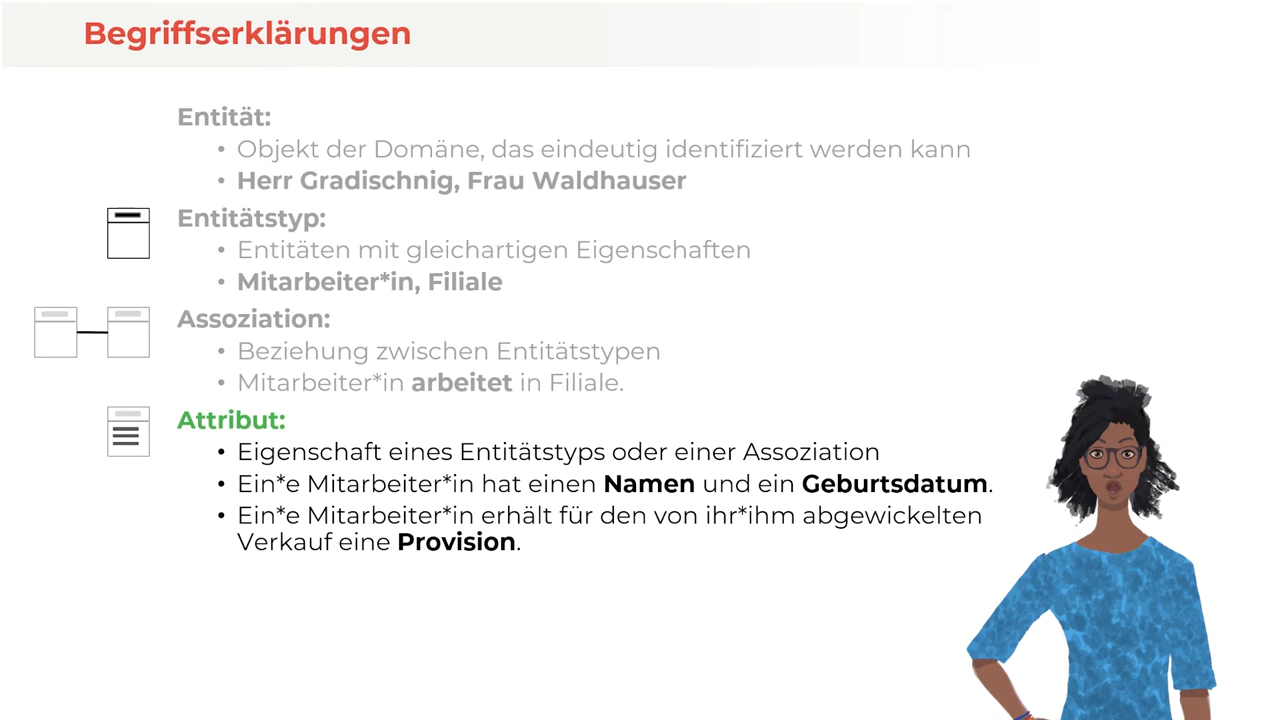 Begriffserklärungen
Entität:
• Objekt der Domäne, das eindeutig identifiziert werden kann
• Herr Gradischnig, Frau Waldhauser
Entitätstyp:
• Entitäten mit gleichartigen Eigenschaften
• Mitarbeiter*in, Filiale
Assoziation:
• Beziehung zwischen Entitätstypen
• Mitarbeiter*in arbeitet in Filiale.
Attribut:
• Eigenschaft eines Entitätstyps oder einer Assoziation
• Ein*e Mitarbeiter*in hat einen Namen und ein Geburtsdatum.
• Ein*e Mitarbeiter*in erhält für den von ihr*ihm abgewickelten
Verkauf eine Provision.